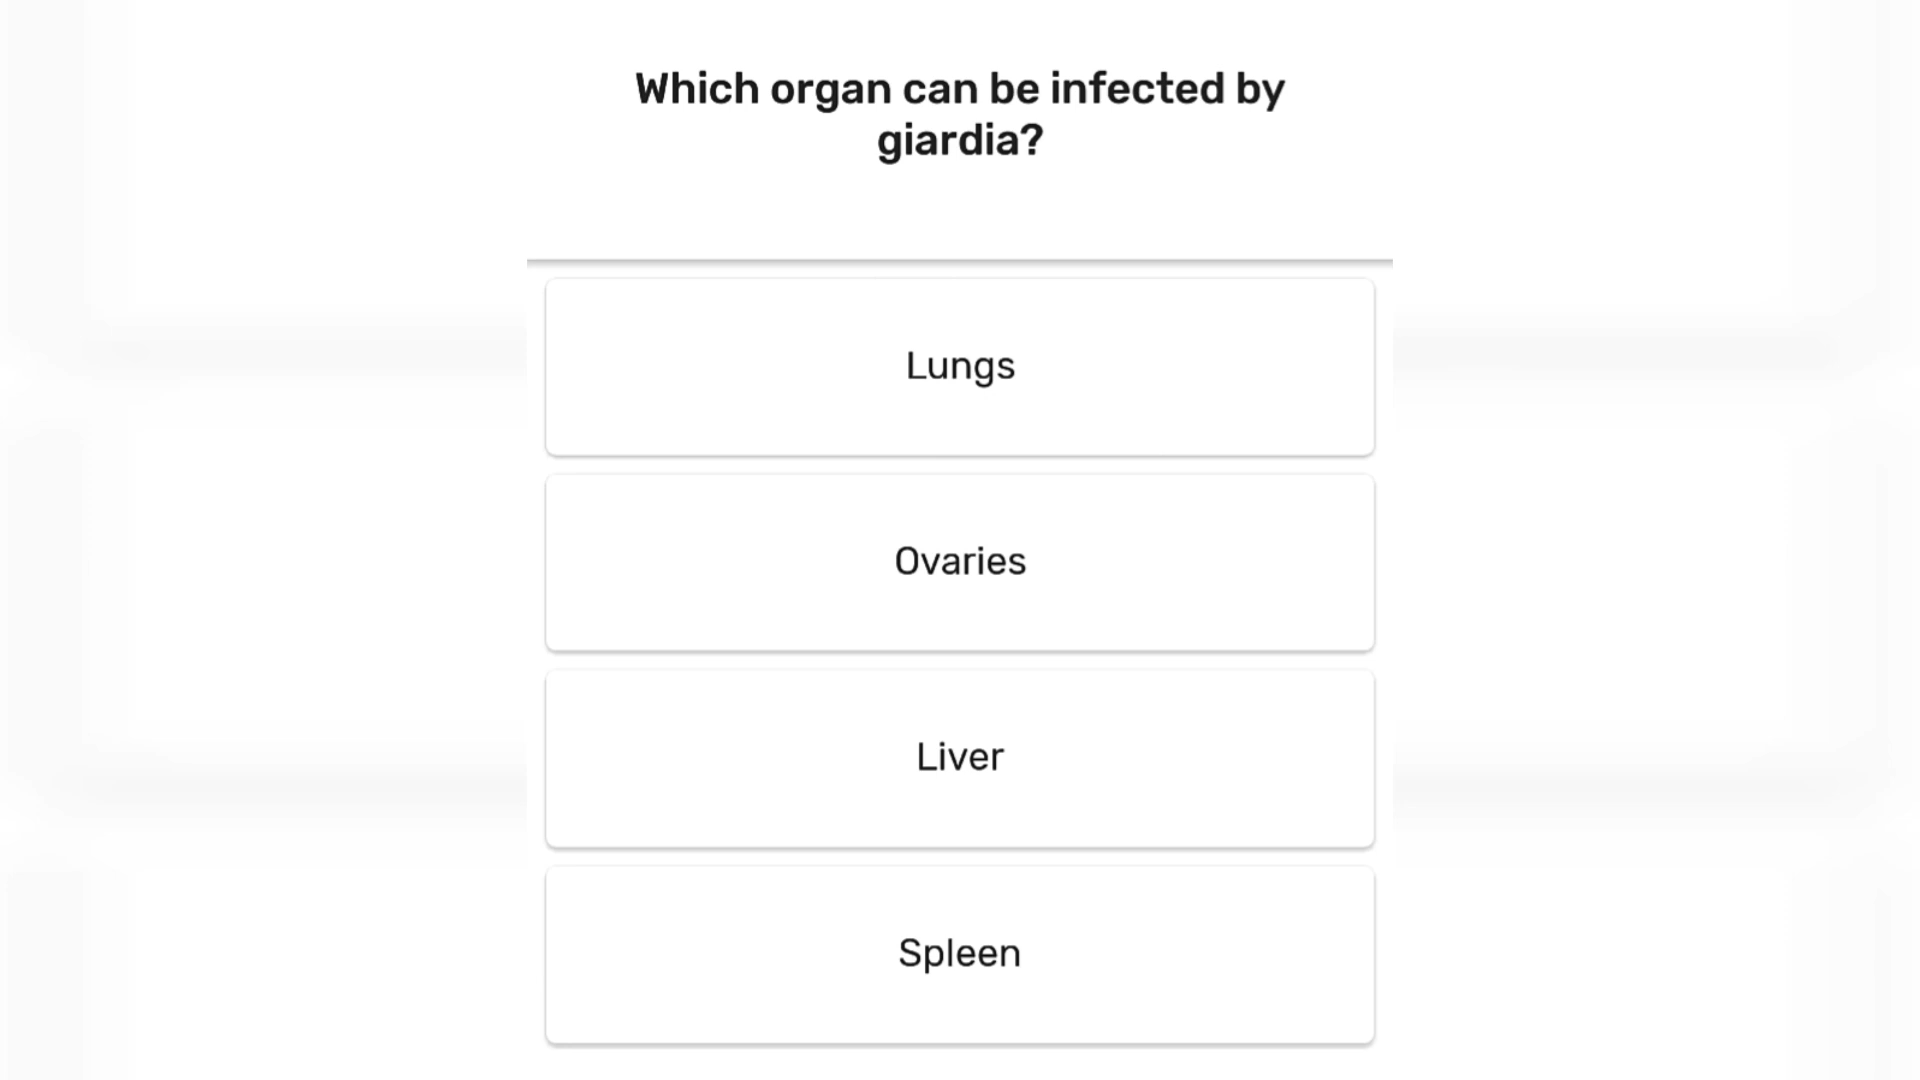 Which organ can be infected by
giardia?
Lungs
Ovaries
Liver
Spleen